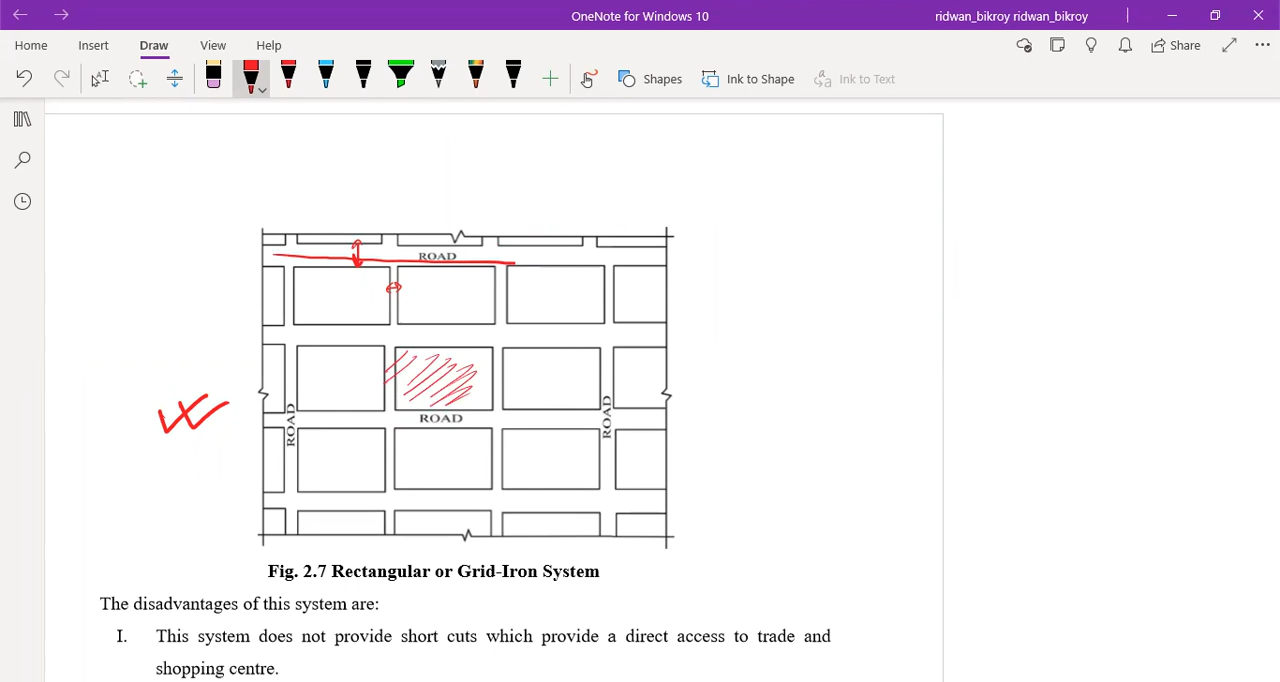 OneNote for Windows 10
ridwan_bikroy ridwan_bikroy
Home Insert Draw View Help
Share
Shapes Ink to Shape Ink to Text
ROAD
ROAD
ROAD
ROAD
Fig. 2.7 Rectangular or Grid-Iron System
The disadvantages of this system are:
I. This system does not provide short cuts which provide a direct access to trade and
shopping centre.